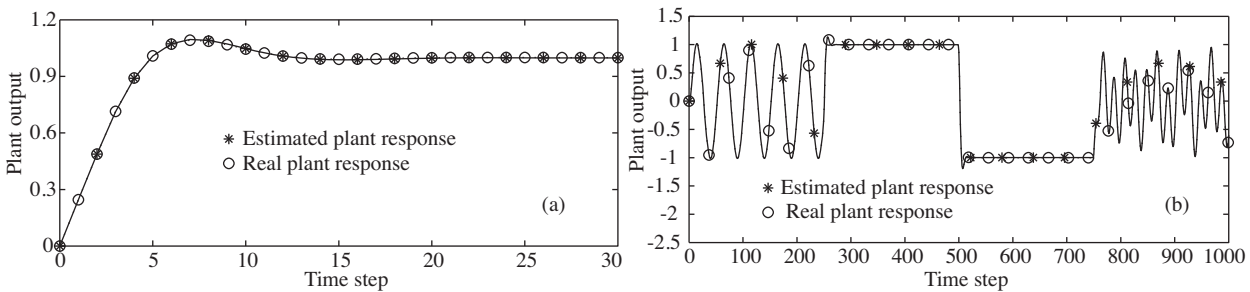 1.2
0.9
0.6
0.3
0
Plant output
Estimated plant response
Real plant response
(a)
0 5 10 15 20 25 30
Time step
1.5
1
0.5
0
-0.5
-1
-1.5
-2
-2.5
Plant output
Estimated plant response
Real plant response
(b)
0 100 200 300 400 500 600 700 800 900 1000
Time step